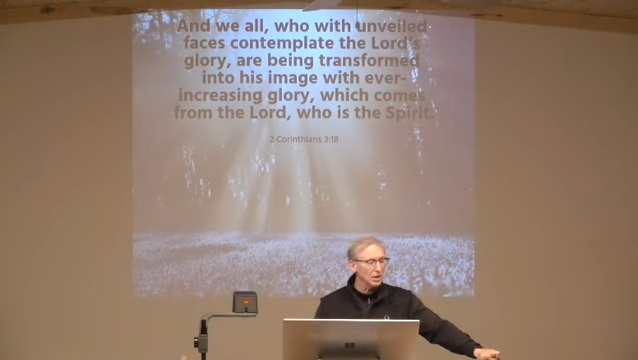 And we all, who with unveiled
faces contemplate the Lord's
glory, are being transformed
into his image with ever-
increasing glory, which comes
from the Lord, who is the Spirit.
2 Corinthians 3:18